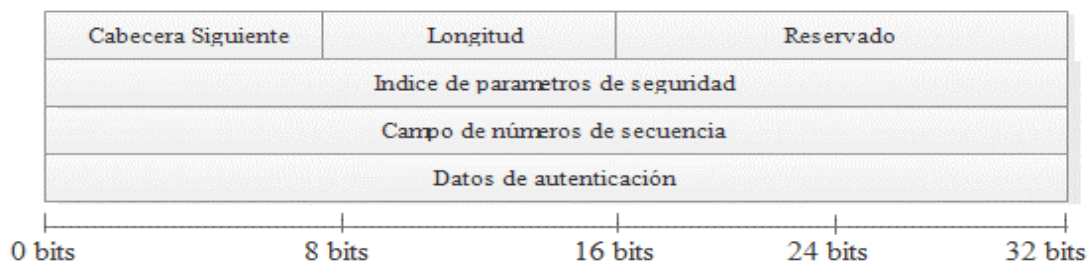 Cabecera Siguiente Longitud Reservado
Indice de parametros de seguridad
Campo de números de secuencia
Datos de autenticación
0 bits 8 bits 16 bits 24 bits 32 bits